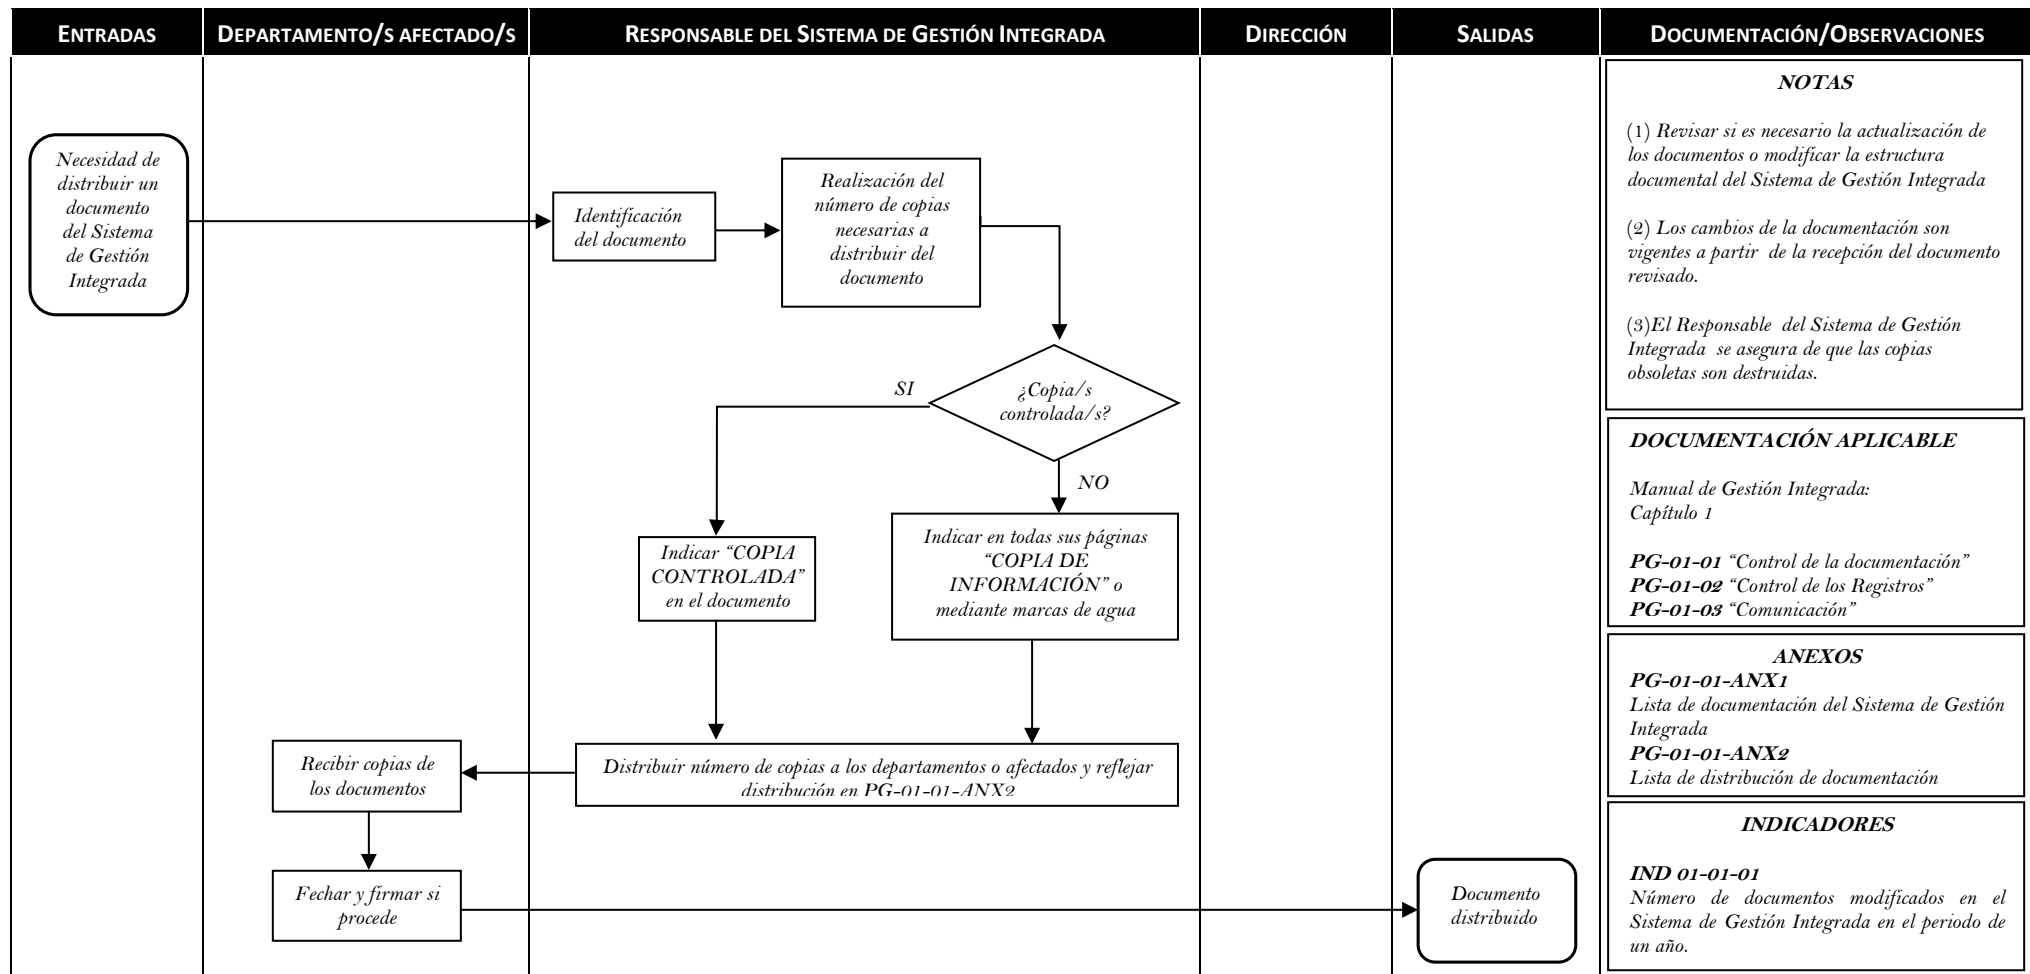 ENTRADAS
DEPARTAMENTO/S AFECTADO/S
RESPONSABLE DEL SISTEMA DE GESTIÓN INTEGRADA
DIRECCIÓN
SALIDAS
DOCUMENTACIÓN/OBSERVACIONES
Necesidad de
distribuir un
documento
del Sistema
de Gestión
Integrada
Identificación
del documento
Realización del
número de copias
necesarias a
distribuir del
documento
¿Copia/s
controlada/s?
SI
NO
Indicar “COPIA
CONTROLADA”
en el documento
Indicar en todas sus páginas
“COPIA DE
INFORMACIÓN” o
mediante marcas de agua
Distribuir número de copias a los departamentos o afectados y reflejar
distribución en PG-01-01-ANX2
Recibir copias de
los documentos
Fechar y firmar si
procede
Documento
distribuido
NOTAS
(1) Revisar si es necesario la actualización de
los documentos o modificar la estructura
documental del Sistema de Gestión Integrada
(2) Los cambios de la documentación son
vigentes a partir de la recepción del documento
revisado.
(3)El Responsable del Sistema de Gestión
Integrada se asegura de que las copias
obsoletas son destruidas.
DOCUMENTACIÓN APLICABLE
Manual de Gestión Integrada:
Capítulo 1
PG-01-01 “Control de la documentación”
PG-01-02 “Control de los Registros”
PG-01-03 “Comunicación”
ANEXOS
PG-01-01-ANX1
Lista de documentación del Sistema de Gestión
Integrada
PG-01-01-ANX2
Lista de distribución de documentación
INDICADORES
IND 01-01-01
Número de documentos modificados en el
Sistema de Gestión Integrada en el periodo de
un año.